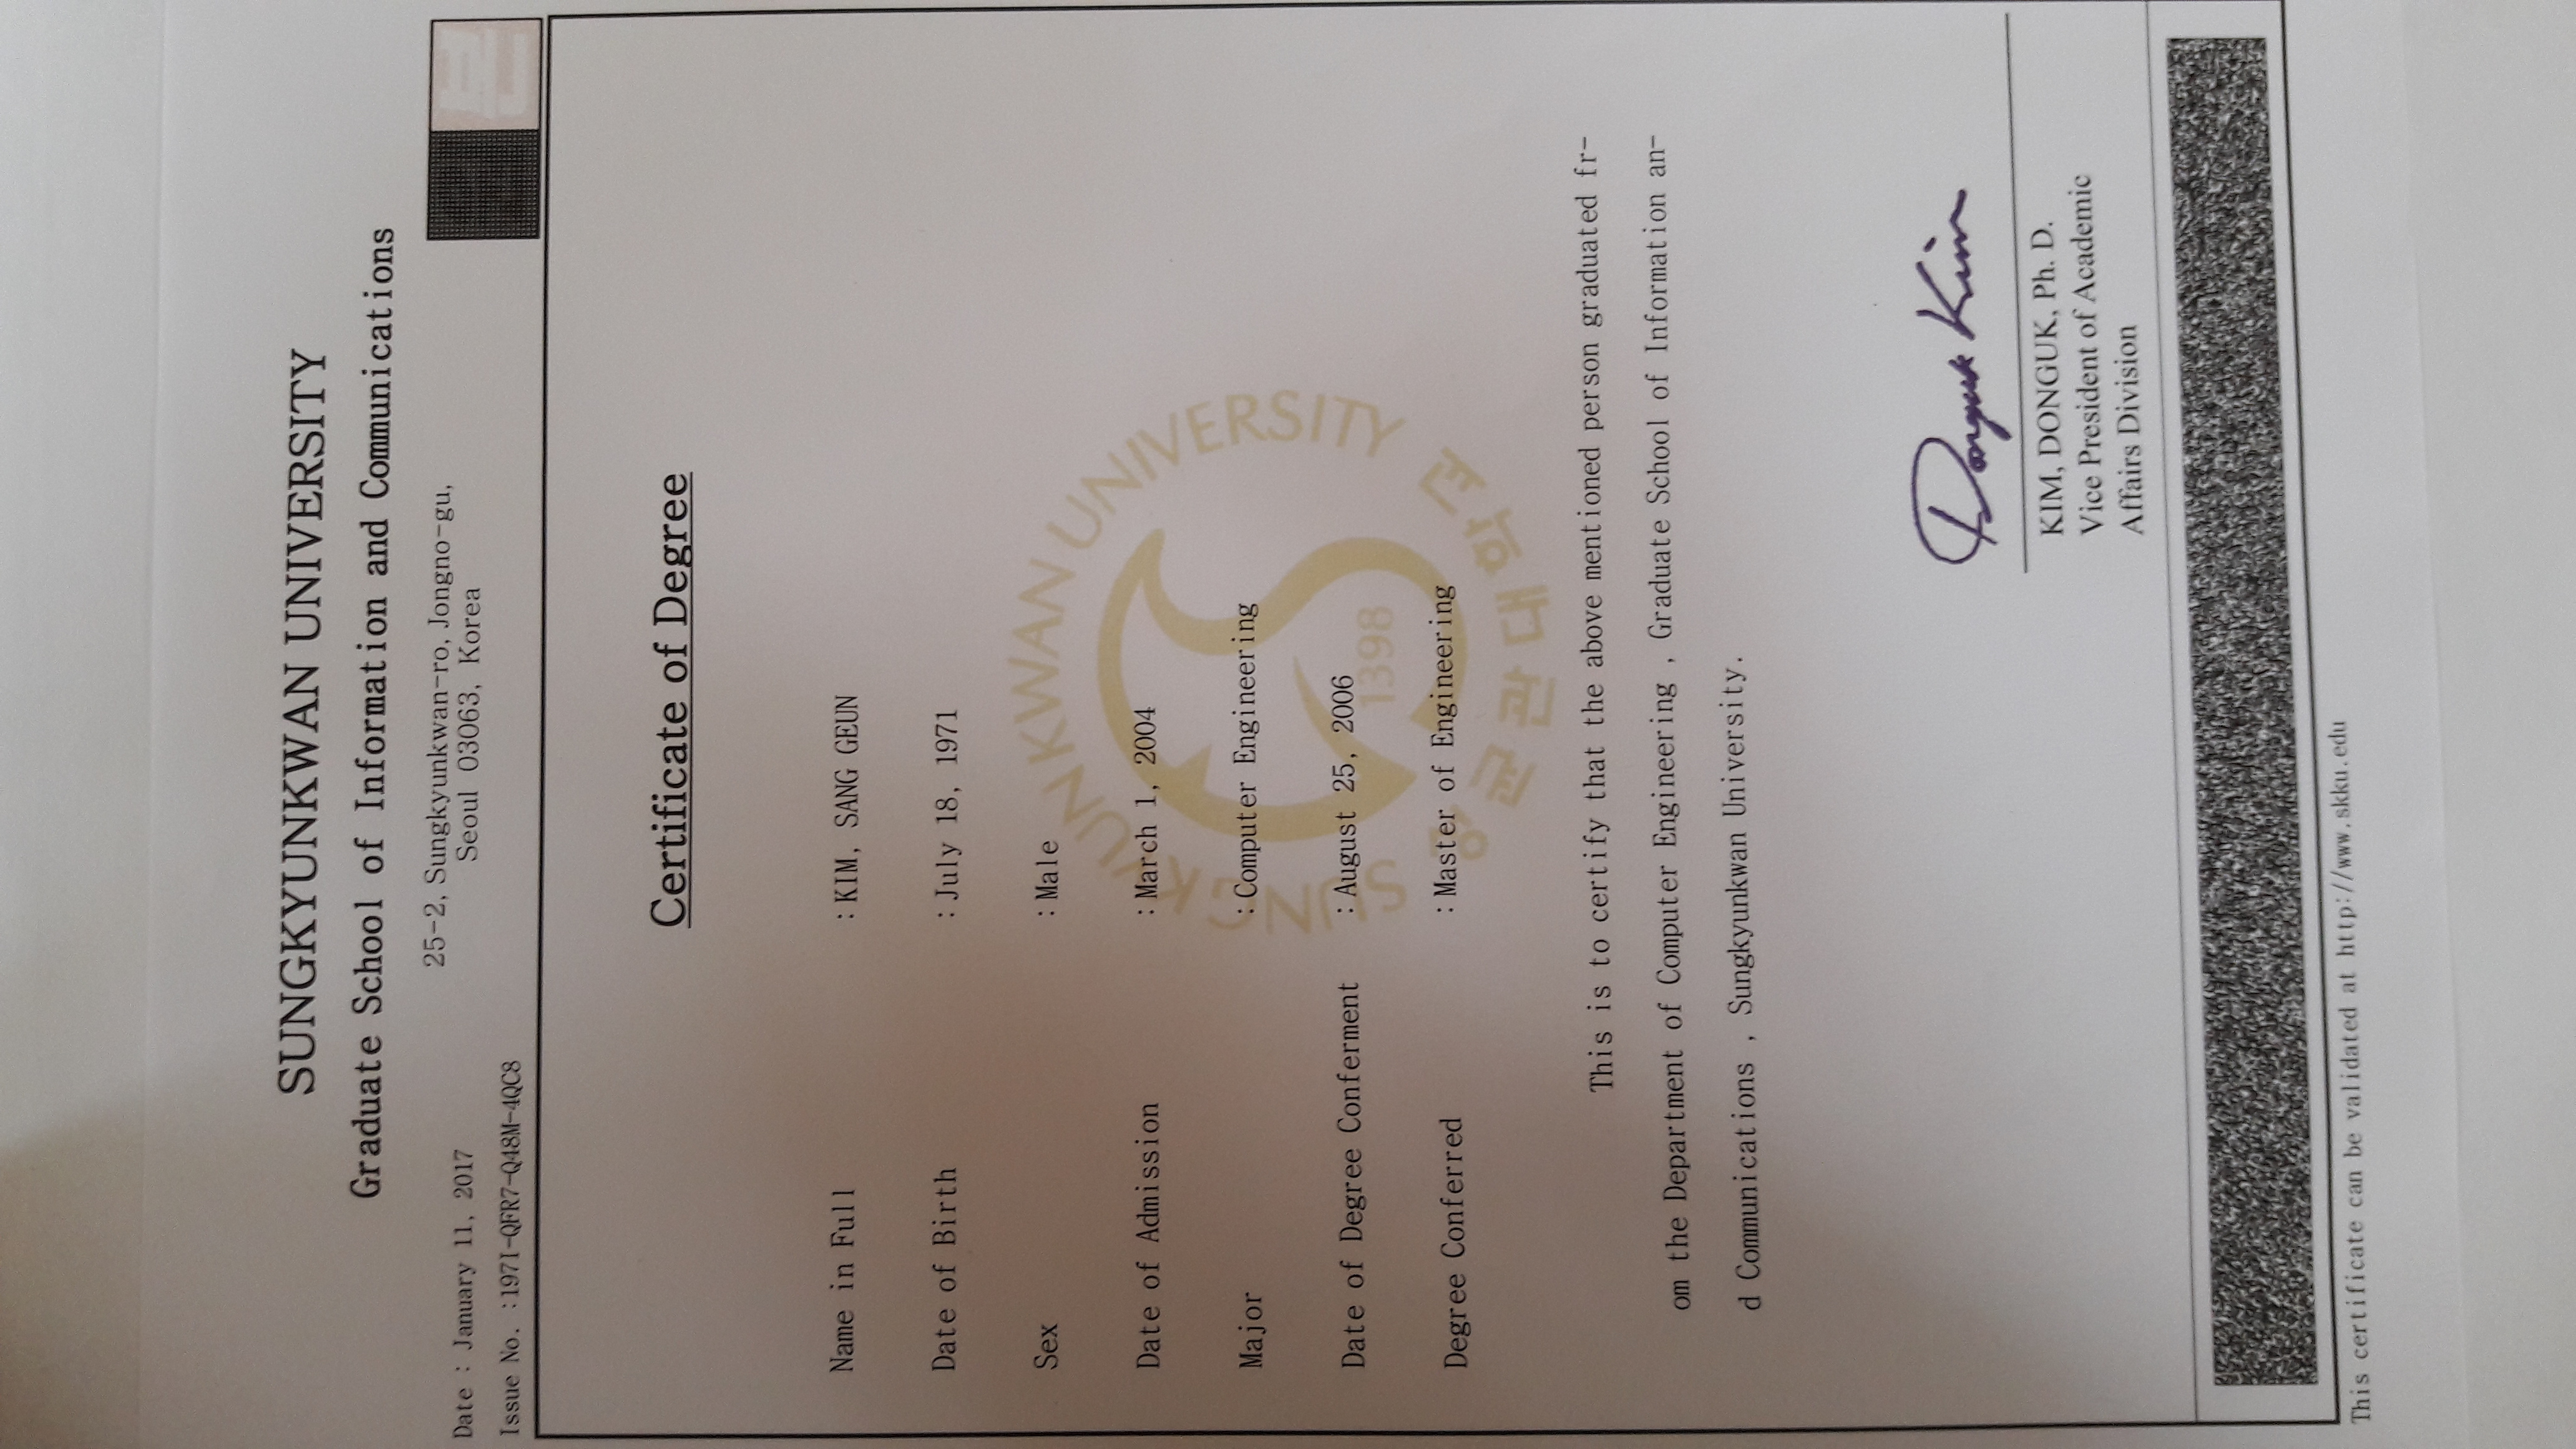 SUNGKYUNKWAN UNIVERSITY
Graduate School of Information and Communications
25-2, Sungkyunkwan-ro, Jongno-gu,
Seoul 03063, Korea
Date : January 11, 2017
Issue No. :197I-QFR7-Q48M-4QC8
본
Certificate of Degree
Name in Full : KIM, SANG GEUN
Date of Birth : July 18, 1971
Sex : Male
Date of Admission : March 1, 2004
Major : Computer Engineering
Date of Degree Conferment : August 25, 2006
Degree Conferred : Master of Engineering
SUNGKYUNKWAN UNIVERSITY
1398
성균관대학교
This is to certify that the above mentioned person graduated fr-
om the Department of Computer Engineering , Graduate School of Information an-
d Communications , Sungkyunkwan University.
Donguk Kim
KIM, DONGUK, Ph. D.
Vice President of Academic
Affairs Division
This certificate can be validated at http://www.skku.edu